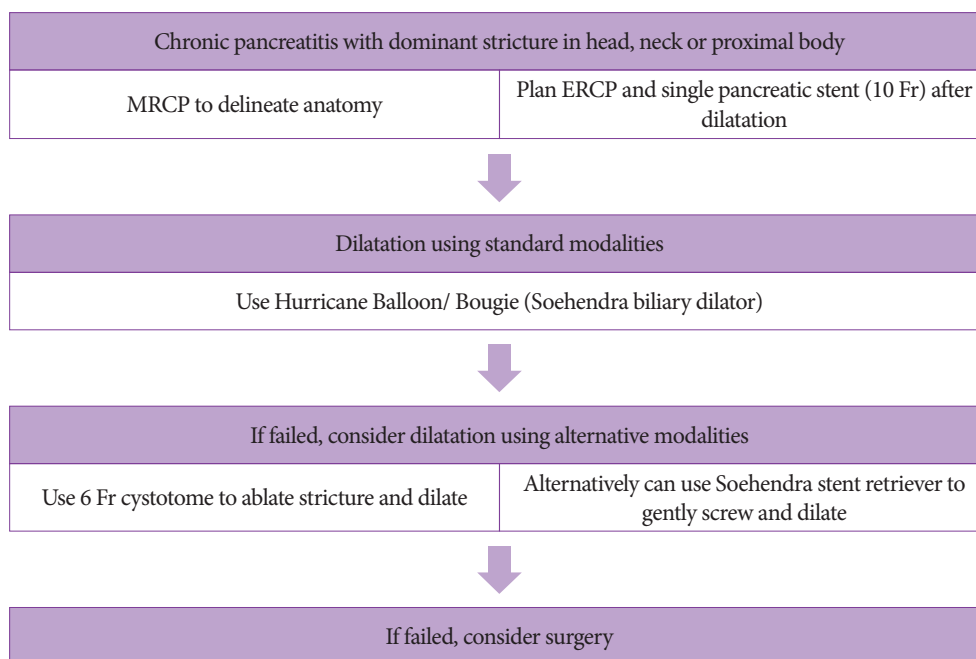 Chronic pancreatitis with dominant stricture in head, neck or proximal body
MRCP to delineate anatomy
Plan ERCP and single pancreatic stent (10 Fr) after
dilatation
Dilatation using standard modalities
Use Hurricane Balloon/ Bougie (Soehendra biliary dilator)
If failed, consider dilatation using alternative modalities
Use 6 Fr cystotome to ablate stricture and dilate
Alternatively can use Soehendra stent retriever to
gently screw and dilate
If failed, consider surgery